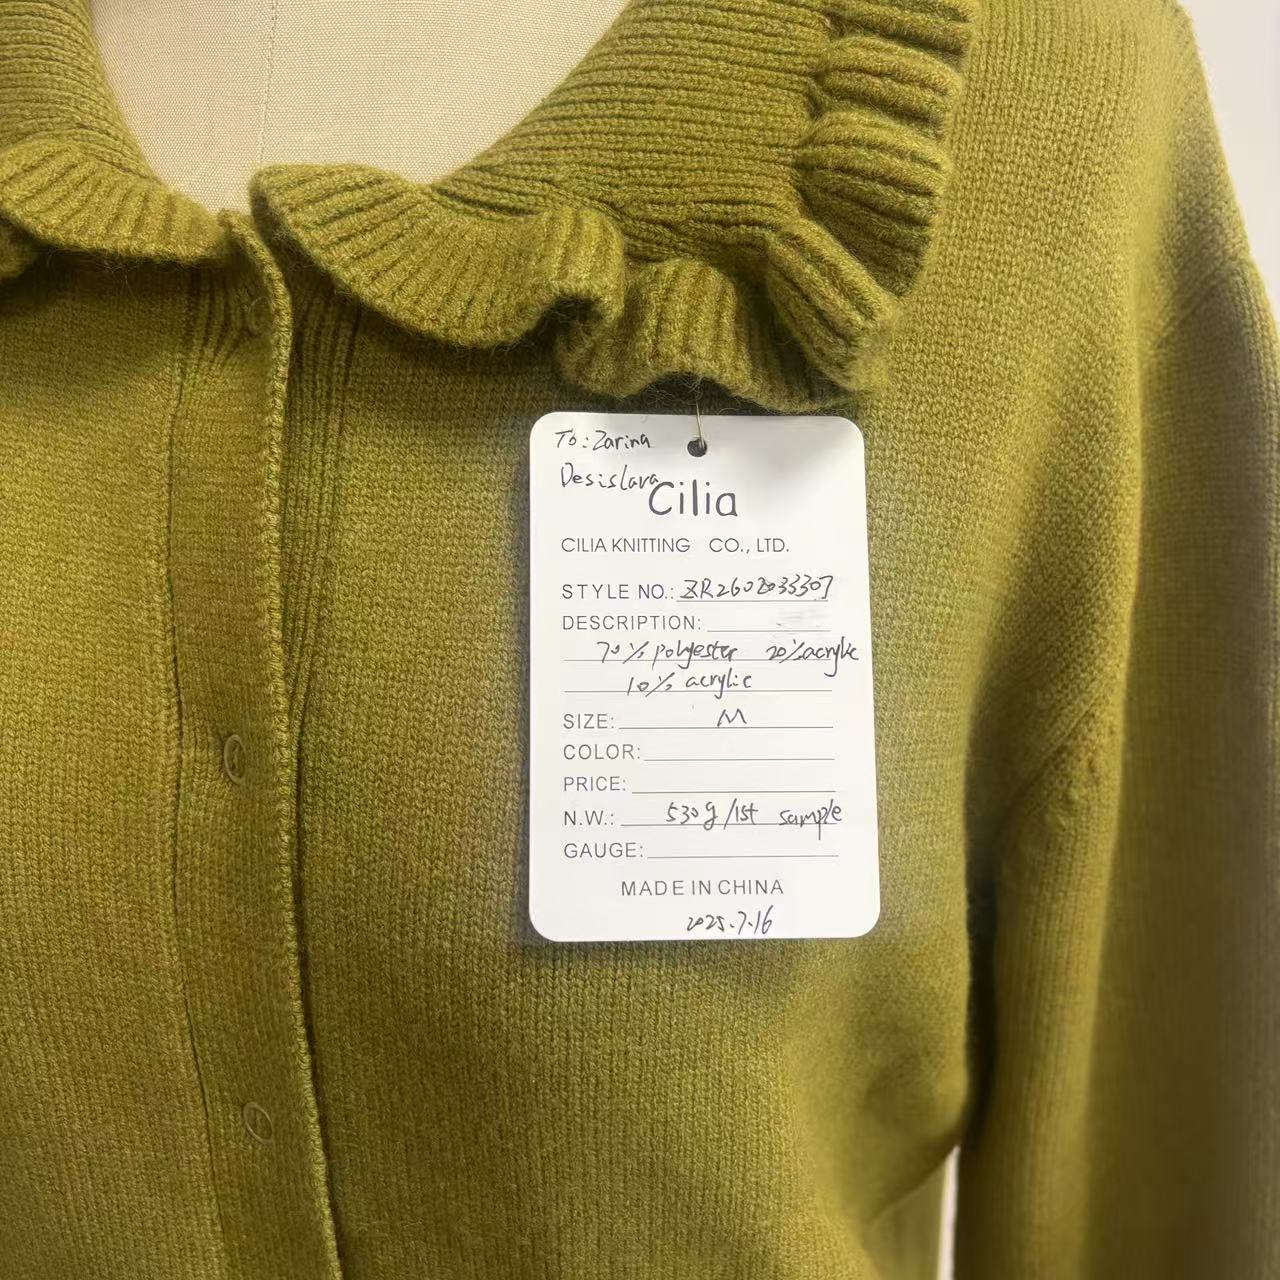 To: Zarina
Desislava
Cilia
CILIA KNITTING CO., LTD.
STYLE NO.: ZR2602033307
DESCRIPTION:
70% polyester 20% acrylic
10% acrylic
SIZE: M
COLOR:
PRICE:
N.W.: 530g/1st sample
GAUGE:
MADE IN CHINA
2025.7.16